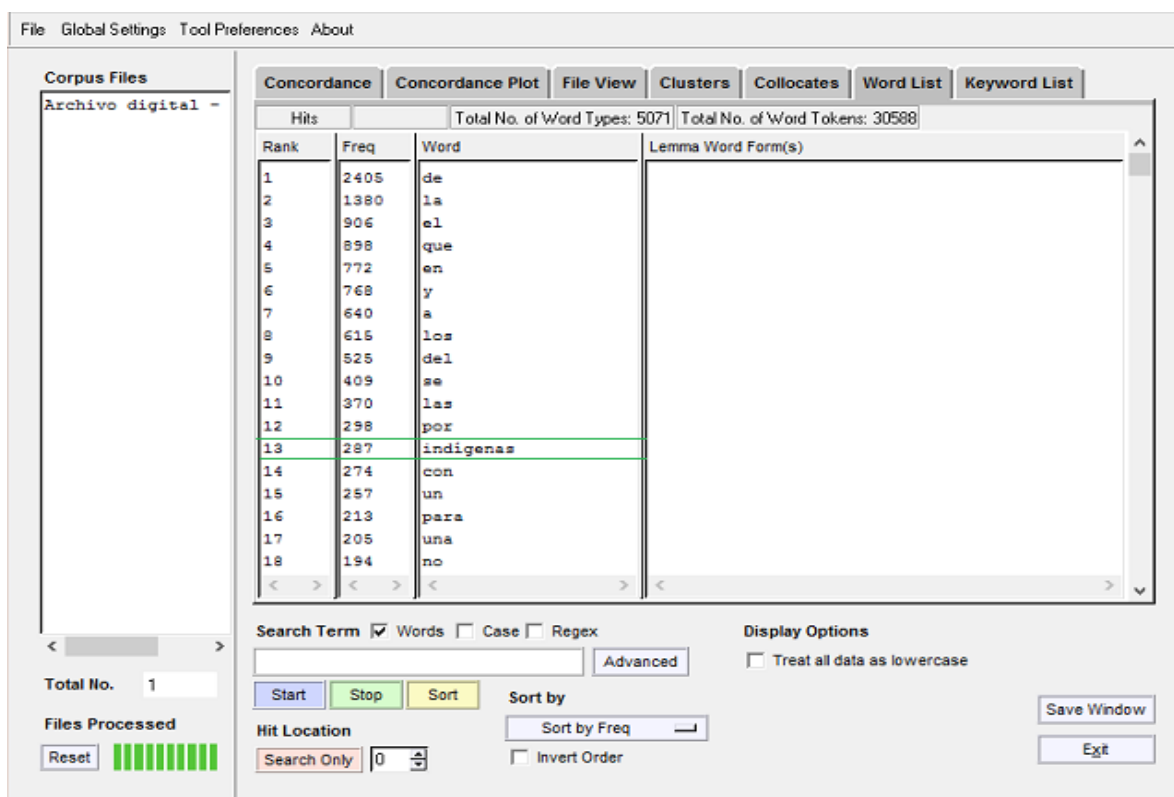 File Global Settings Tool Preferences About
Corpus Files
Archivo digital -
Total No. 1
Files Processed
Reset
Concordance Concordance Plot File View Clusters Collocates Word List Keyword List
Hits Total No. of Word Types: 5071 Total No. of Word Tokens: 30588
Rank Freq Word Lemma Word Form(s)
1 2405 de
2 1380 la
3 906 el
4 898 que
5 772 en
6 768 y
7 640 a
8 615 los
9 525 del
10 409 se
11 370 las
12 298 por
13 287 indigenas
14 274 con
15 257 un
16 213 para
17 205 una
18 194 no
Search Term Words Case Regex
Advanced
Start Stop Sort
Hit Location
Search Only 0
Sort by
Sort by Freq
Invert Order
Display Options
Treat all data as lowercase
Save Window
Exit